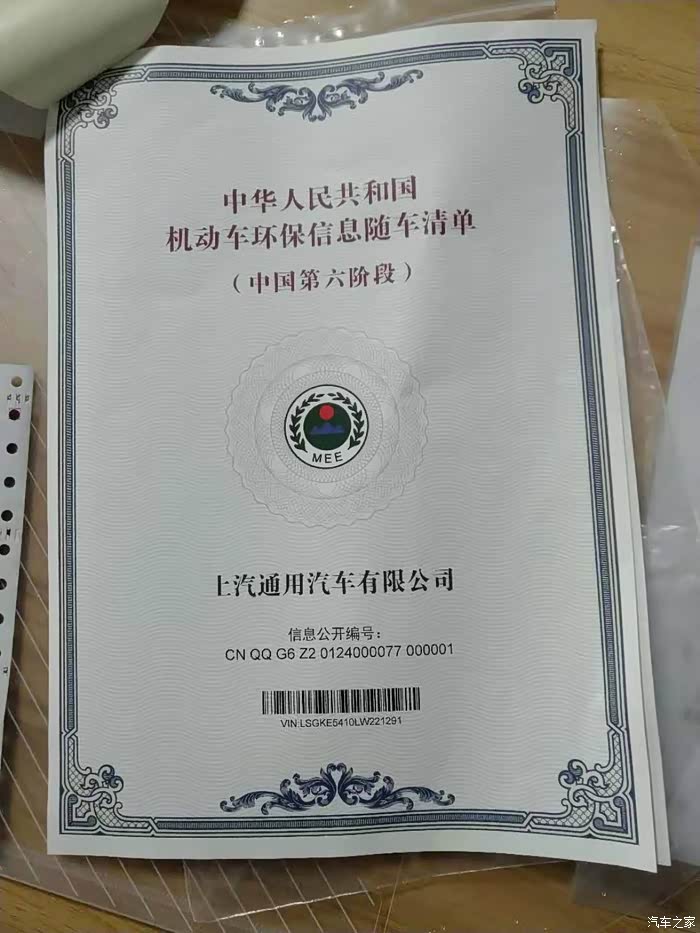 中华人民共和国
机动车环保信息随车清单
（中国第六阶段）
MEE
上汽通用汽车有限公司
信息公开编号：
CN QQ G6 Z2 0124000077 000001
VIN:LSGKE5410LW221291
汽车之家